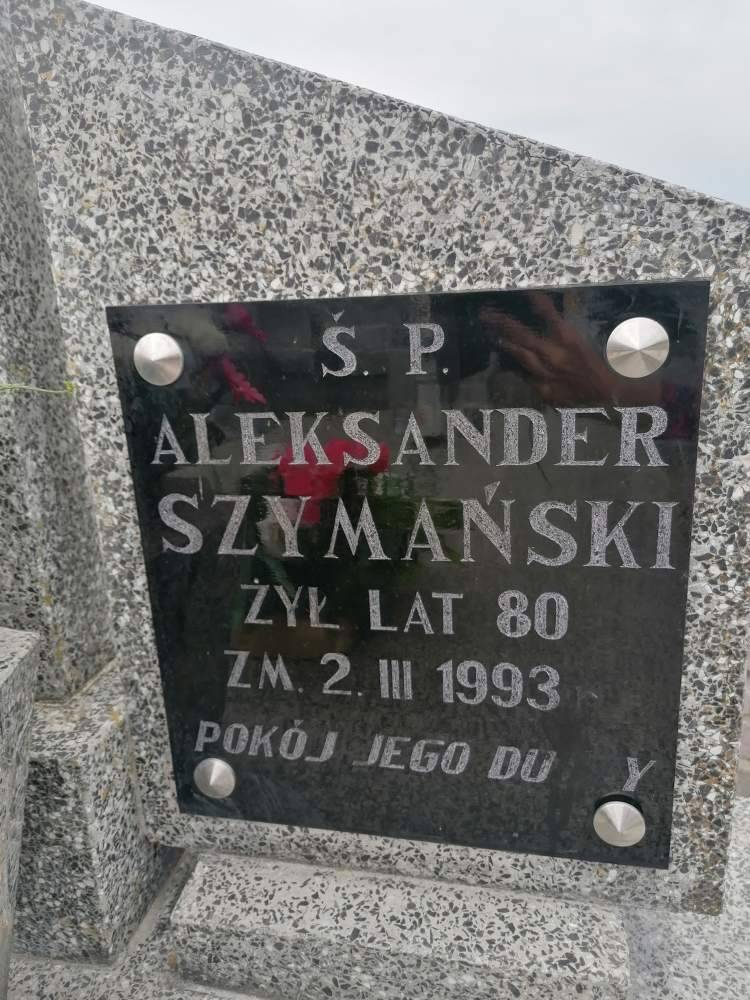 Ś. P.
ALEKSANDER
SZYMAŃSKI
ŻYŁ LAT 80
ZM. 2. III 1993
POKÓJ JEGO DU Y